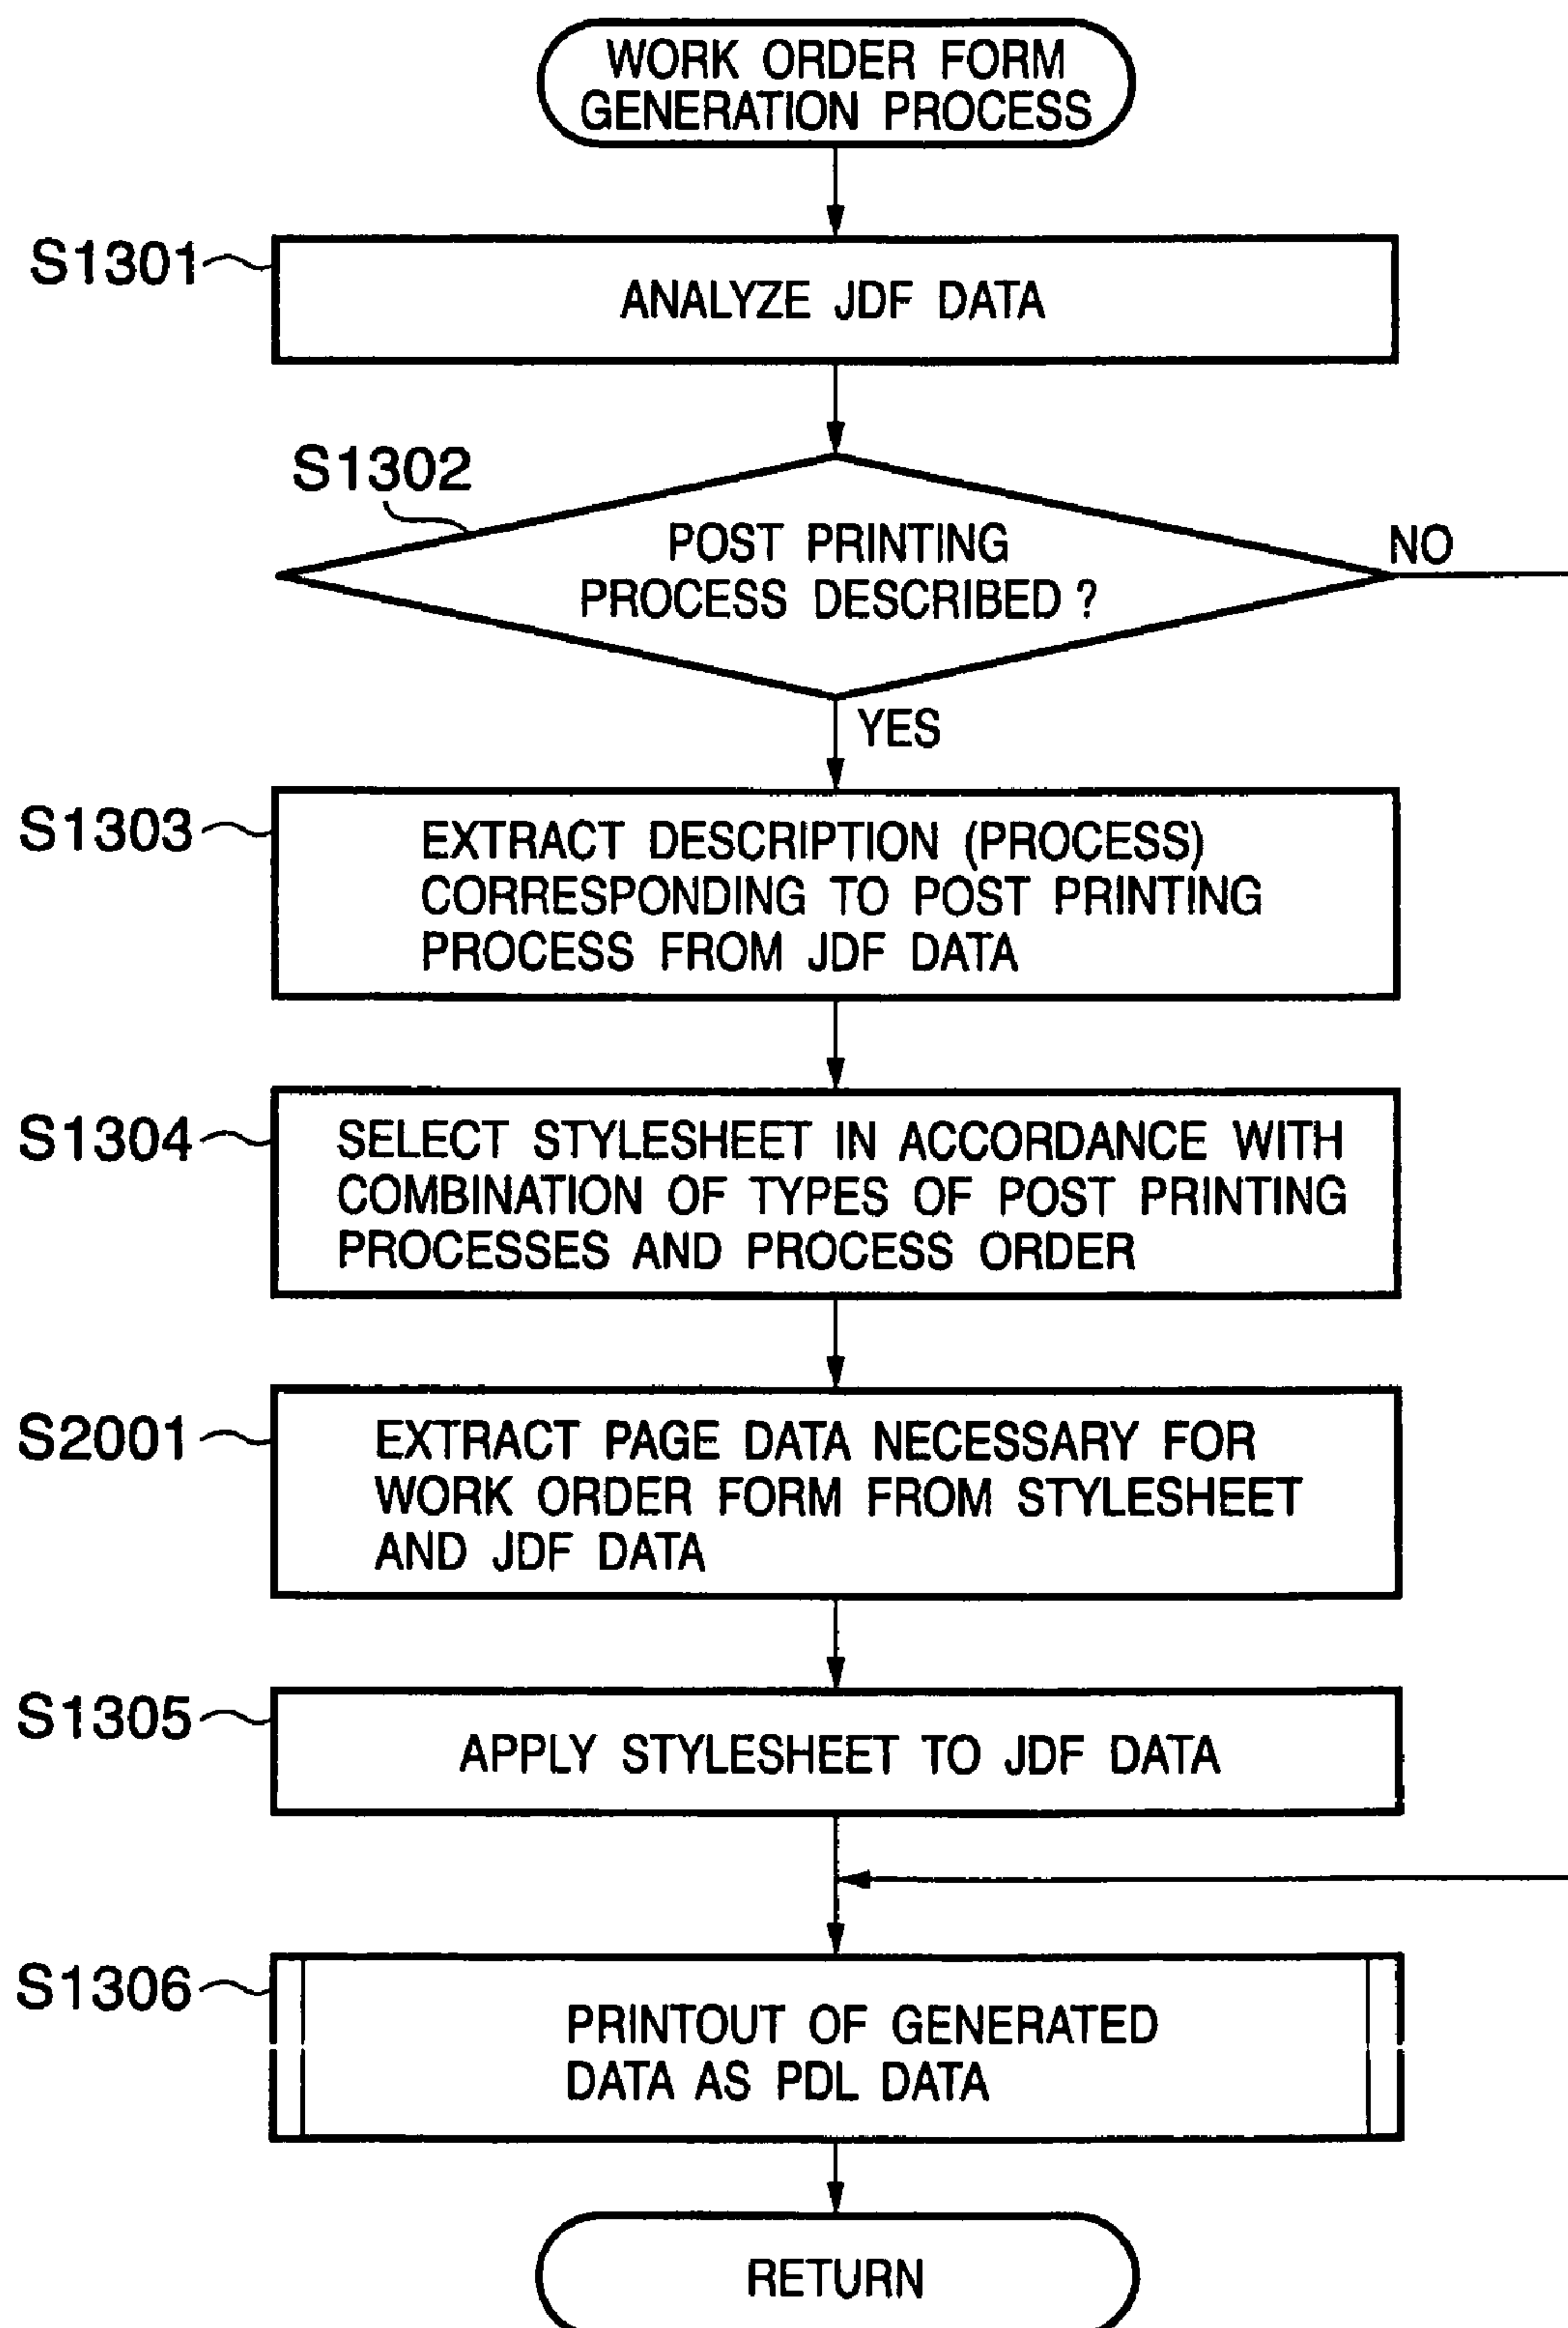 WORK ORDER FORM
GENERATION PROCESS
S1301
ANALYZE JDF DATA
S1302
POST PRINTING
PROCESS DESCRIBED ?
NO
YES
S1303
EXTRACT DESCRIPTION (PROCESS)
CORRESPONDING TO POST PRINTING
PROCESS FROM JDF DATA
S1304
SELECT STYLESHEET IN ACCORDANCE WITH
COMBINATION OF TYPES OF POST PRINTING
PROCESSES AND PROCESS ORDER
S2001
EXTRACT PAGE DATA NECESSARY FOR
WORK ORDER FORM FROM STYLESHEET
AND JDF DATA
S1305
APPLY STYLESHEET TO JDF DATA
S1306
PRINTOUT OF GENERATED
DATA AS PDL DATA
RETURN